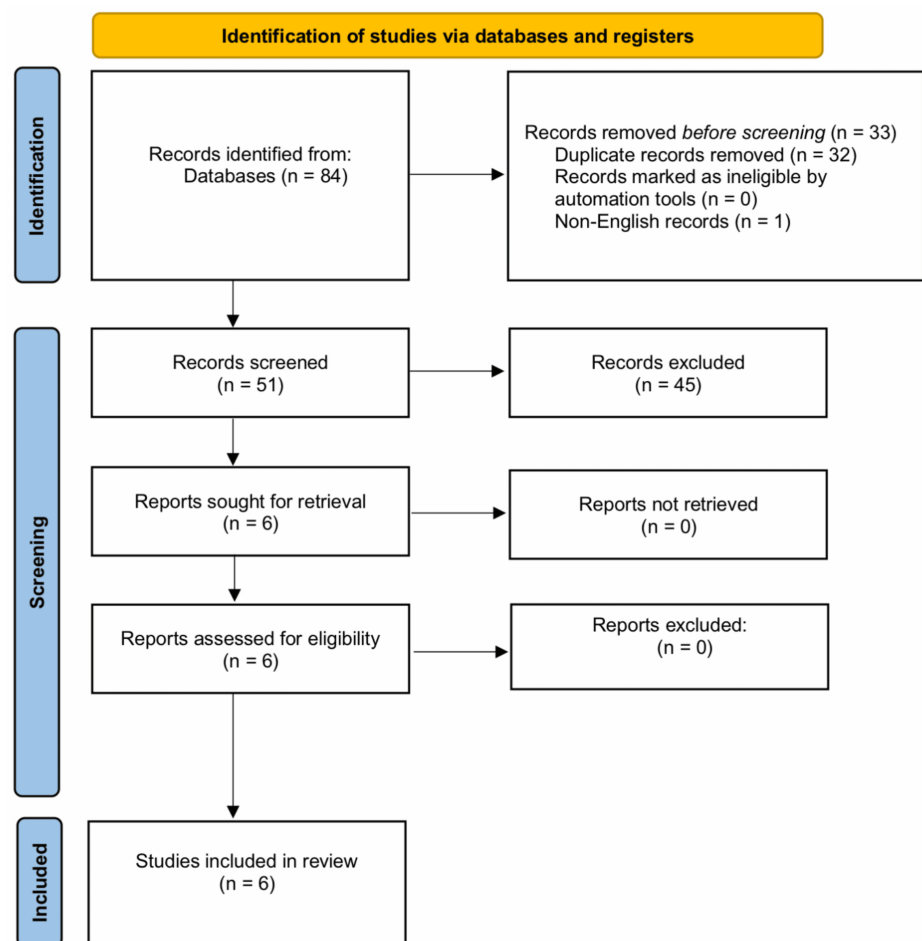 Identification of studies via databases and registers
Identification
Records identified from:
Databases (n = 84)
Records removed before screening (n = 33)
Duplicate records removed (n = 32)
Records marked as ineligible by
automation tools (n = 0)
Non-English records (n = 1)
Screening
Records screened
(n = 51)
Records excluded
(n = 45)
Reports sought for retrieval
(n = 6)
Reports not retrieved
(n = 0)
Reports assessed for eligibility
(n = 6)
Reports excluded:
(n = 0)
Included
Studies included in review
(n = 6)